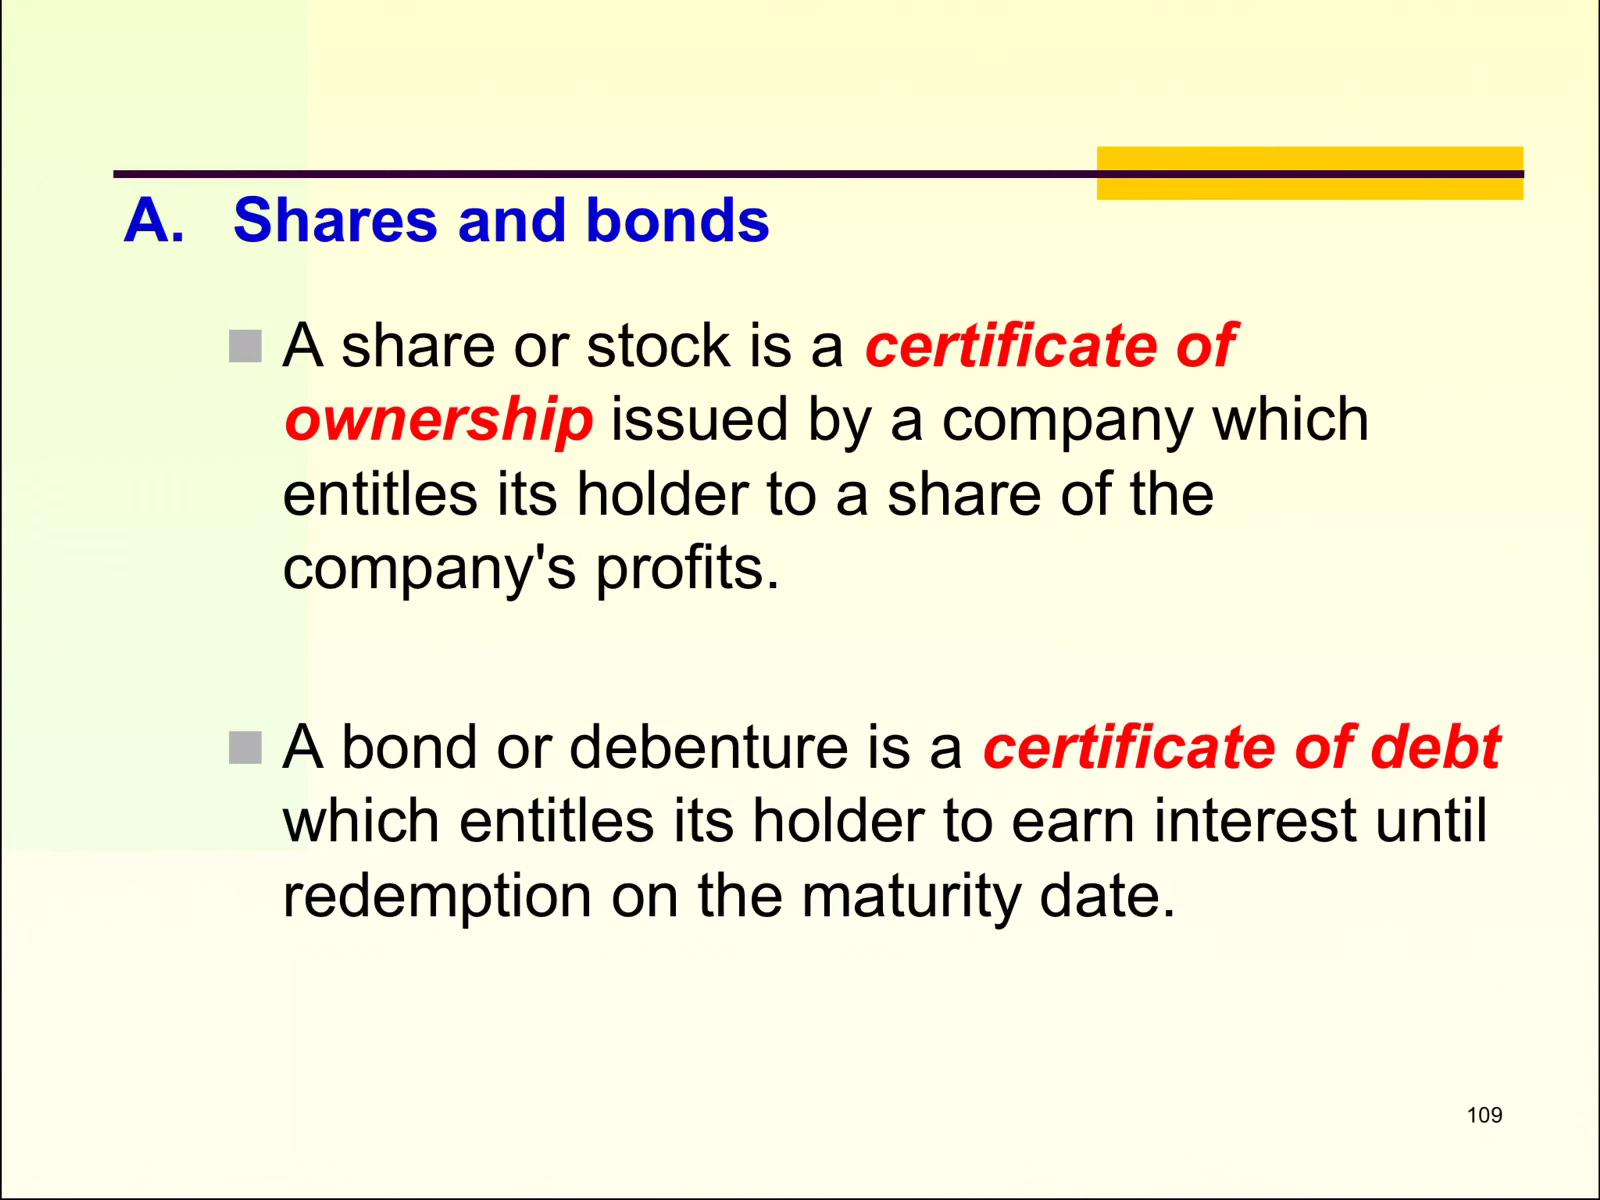 A. Shares and bonds
A share or stock is a certificate of
ownership issued by a company which
entitles its holder to a share of the
company's profits.
A bond or debenture is a certificate of debt
which entitles its holder to earn interest until
redemption on the maturity date.
109